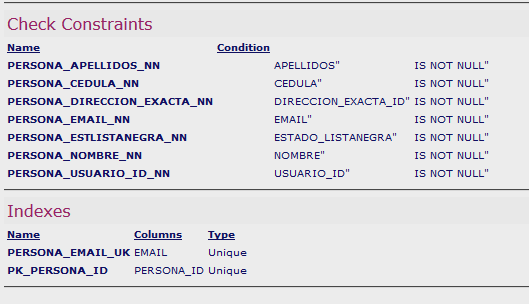 Check Constraints
Name Condition
PERSONA_APELLIDOS_NN APELLIDOS" IS NOT NULL"
PERSONA_CEDULA_NN CEDULA" IS NOT NULL"
PERSONA_DIRECCION_EXACTA_NN DIRECCION_EXACTA_ID" IS NOT NULL"
PERSONA_EMAIL_NN EMAIL" IS NOT NULL"
PERSONA_ESTLISTANEGRA_NN ESTADO_LISTANEGRA" IS NOT NULL"
PERSONA_NOMBRE_NN NOMBRE" IS NOT NULL"
PERSONA_USUARIO_ID_NN USUARIO_ID" IS NOT NULL"
Indexes
Name Columns Type
PERSONA_EMAIL_UK EMAIL Unique
PK_PERSONA_ID PERSONA_ID Unique